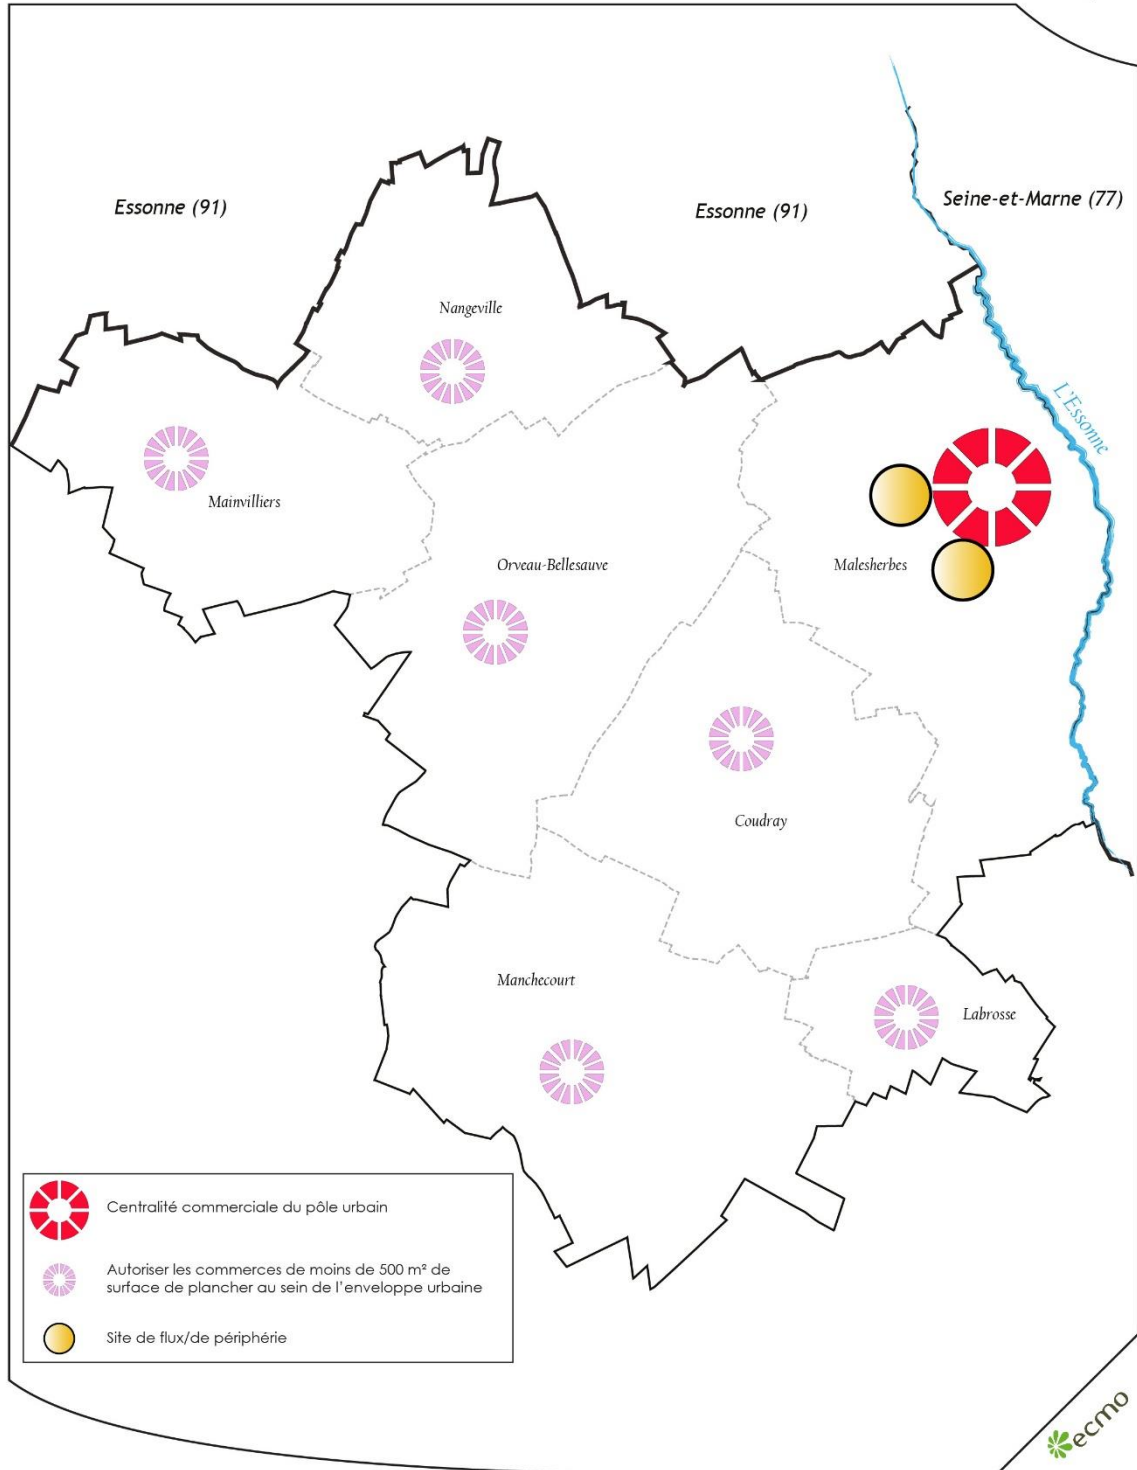 Essonne (91)
Essonne (91)
Seine-et-Marne (77)
Nangeville
L'Essonne
Mainvilliers
Orveau-Bellesauve
Malesherbes
Coudray
Manchecourt
Labrosse
Centralité commerciale du pôle urbain
Autoriser les commerces de moins de 500 m² de
surface de plancher au sein de l'enveloppe urbaine
Site de flux/de périphérie
ecmo